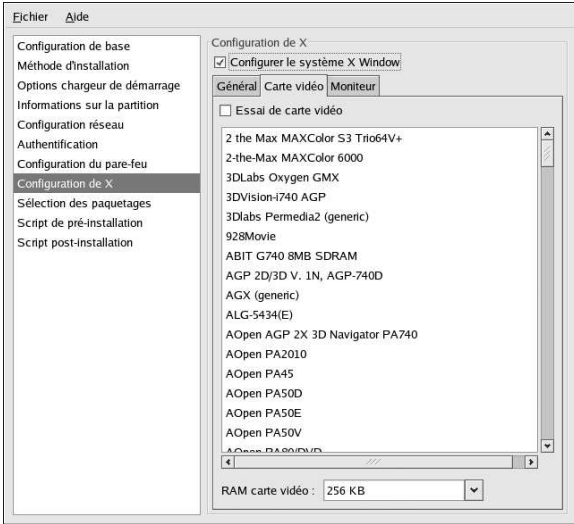 Fichier Aide
Configuration de base
Méthode d'installation
Options chargeur de démarrage
Informations sur la partition
Configuration réseau
Authentification
Configuration du pare-feu
Configuration de X
Sélection des paquetages
Script de pré-installation
Script post-installation
Configuration de X
Configurer le système X Window
Général Carte vidéo Moniteur
Essai de carte vidéo
2 the Max MAXColor S3 Trio64V+
2-the-Max MAXColor 6000
3DLabs Oxygen GMX
3DVision-i740 AGP
3Dlabs Permedia2 (generic)
928Movie
ABIT G740 8MB SDRAM
AGP 2D/3D V. 1N, AGP-740D
AGX (generic)
ALG-5434(E)
AOpen AGP 2X 3D Navigator PA740
AOpen PA2010
AOpen PA45
AOpen PA50D
AOpen PA50E
AOpen PA50V
AOpen PA80/DVD
RAM carte vidéo : 256 KB